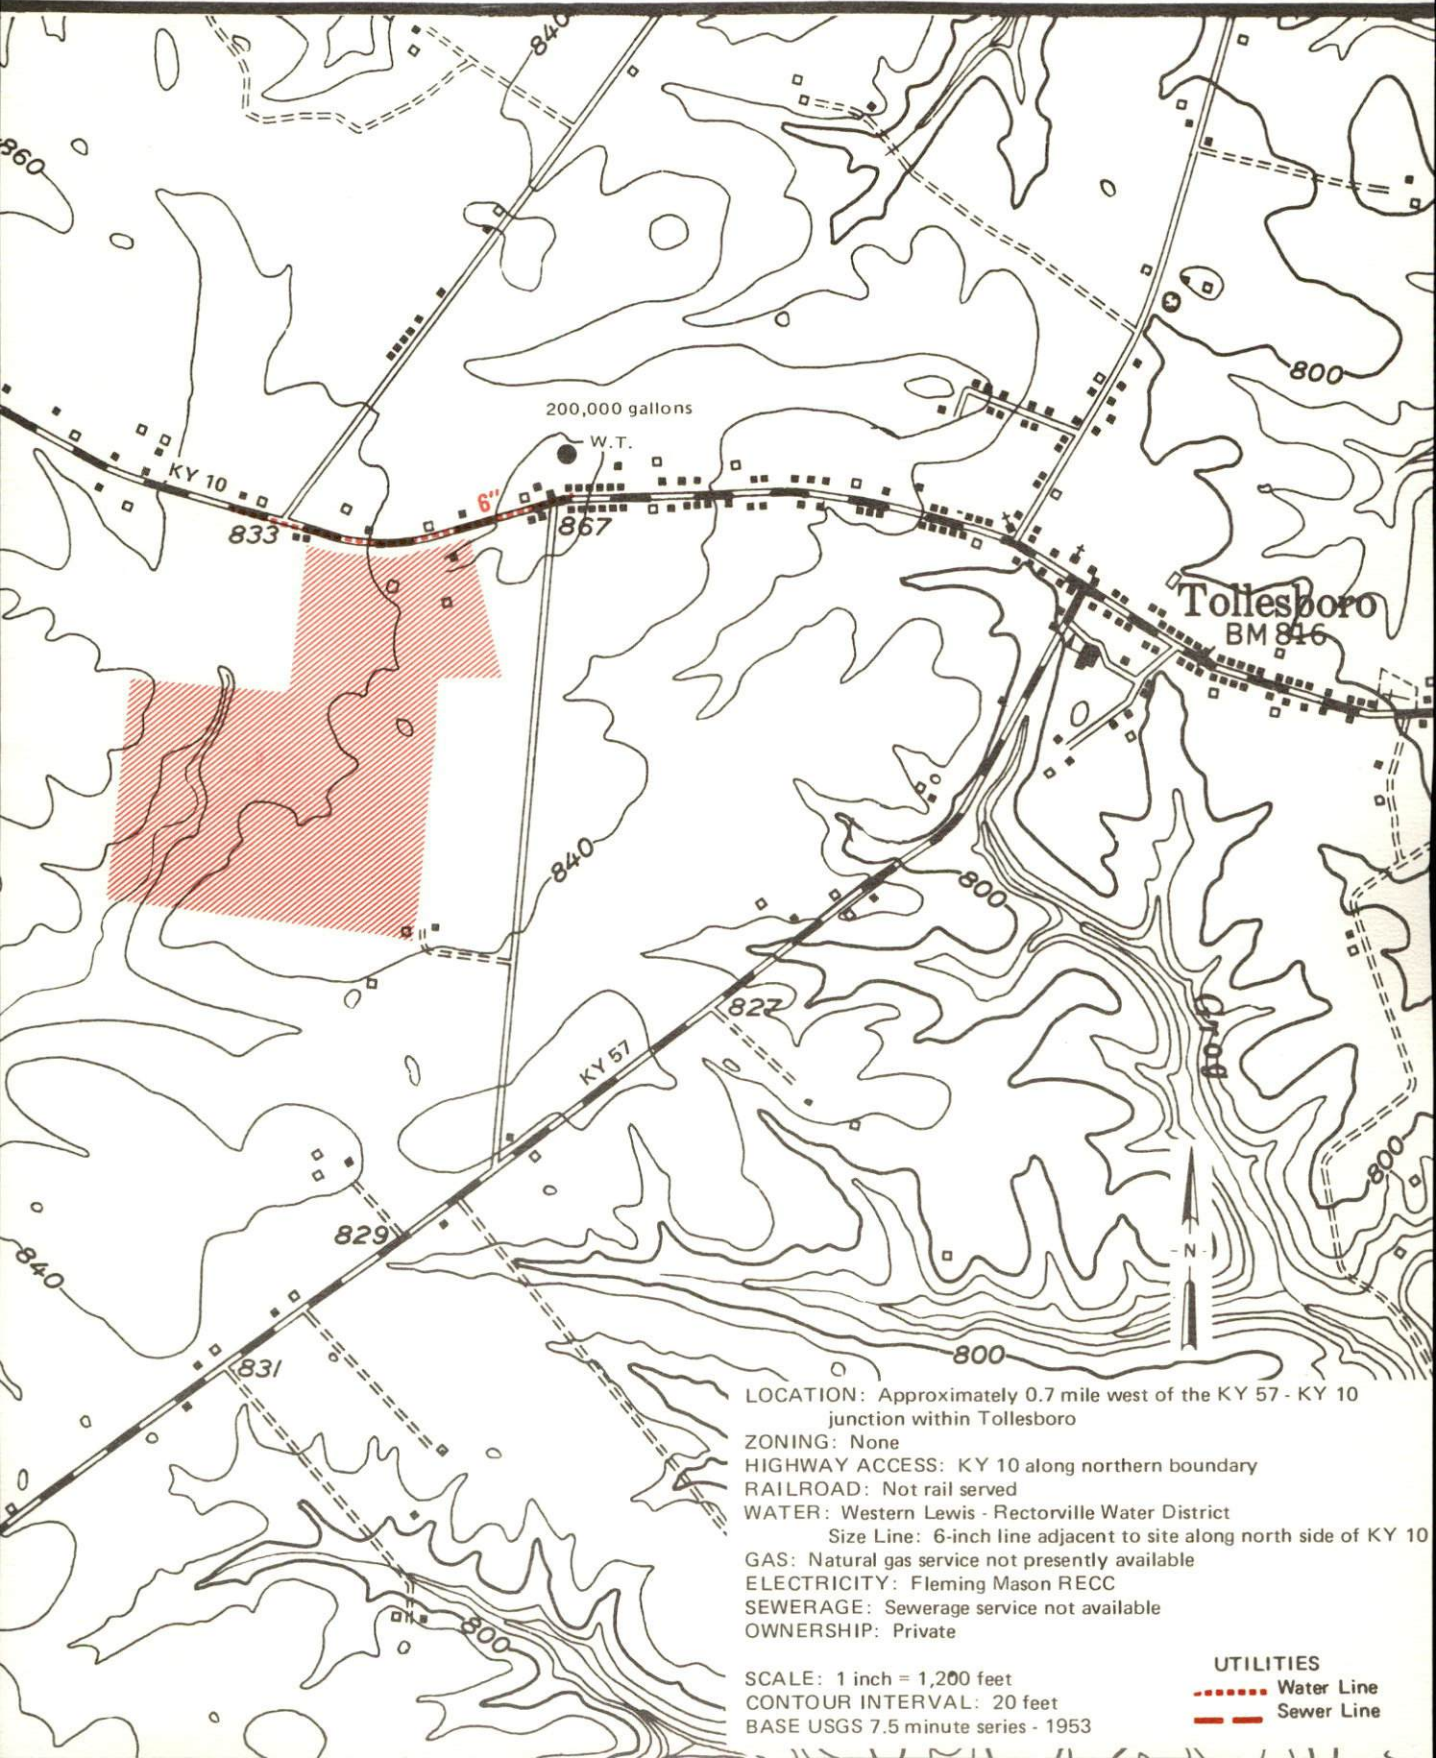 840
860
800
200,000 gallons
W.T.
KY 10
6"
833
867
Tollesboro
BM 816
840
800
827
Crog
KY 57
800
829
840
- N -
800
831
LOCATION: Approximately 0.7 mile west of the KY 57 - KY 10
junction within Tollesboro
ZONING: None
HIGHWAY ACCESS: KY 10 along northern boundary
RAILROAD: Not rail served
WATER: Western Lewis - Rectorville Water District
Size Line: 6-inch line adjacent to site along north side of KY 10
GAS: Natural gas service not presently available
ELECTRICITY: Fleming Mason RECC
SEWERAGE: Sewerage service not available
OWNERSHIP: Private
800
SCALE: 1 inch = 1,200 feet
CONTOUR INTERVAL: 20 feet
BASE USGS 7.5 minute series - 1953
UTILITIES
Water Line
Sewer Line